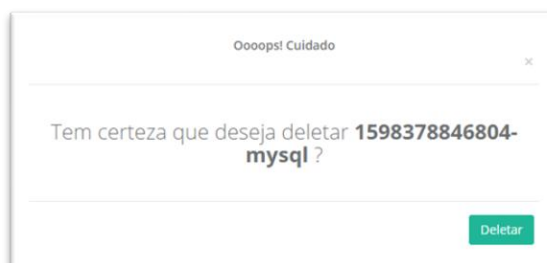 Oooops! Cuidado
×
Tem certeza que deseja deletar 1598378846804-
mysql ?
Deletar